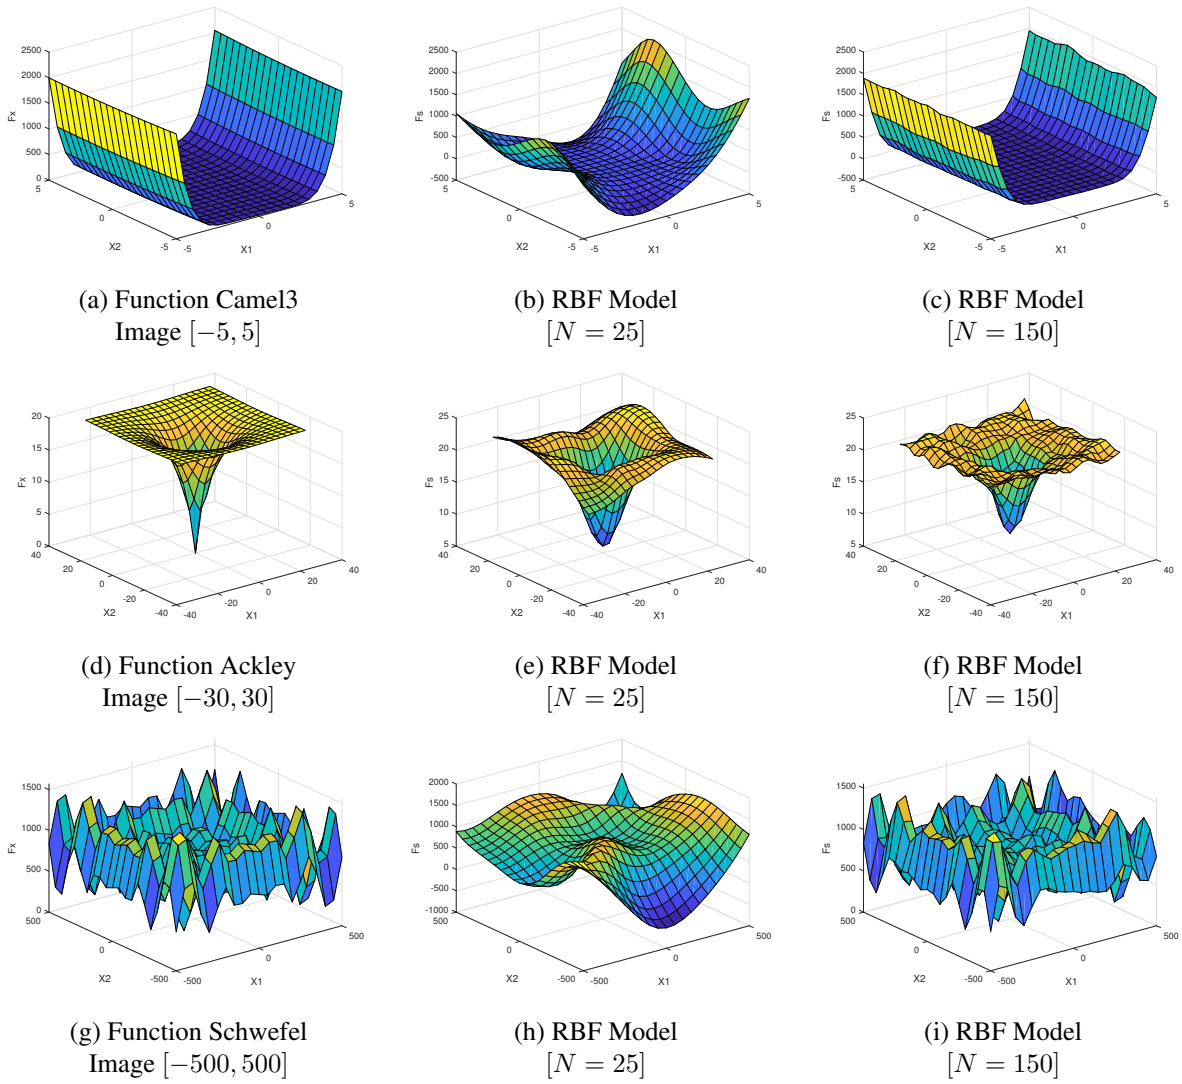 2500
2000
1500
1000
500
0
Fx
5
0
-5
X2
-5
0
5
X1
2500
2000
1500
1000
500
0
-500
Fs
5
0
-5
X2
-5
0
5
X1
2500
2000
1500
1000
500
0
-500
Fs
5
0
-5
X2
-5
0
5
X1
(a) Function Camel3
Image [−5, 5]
(b) RBF Model
[N = 25]
(c) RBF Model
[N = 150]
20
15
10
5
0
Fx
40
20
0
-20
-40
X2
-40
-20
0
20
40
X1
25
20
15
10
5
Fs
40
20
0
-20
-40
X2
-40
-20
0
20
40
X1
25
20
15
10
5
Fs
40
20
0
-20
-40
X2
-40
-20
0
20
40
X1
(d) Function Ackley
Image [−30, 30]
(e) RBF Model
[N = 25]
(f) RBF Model
[N = 150]
1500
1000
500
0
Fx
500
0
-500
X2
-500
0
500
X1
2000
1500
1000
500
0
-500
-1000
Fs
500
0
-500
X2
-500
0
500
X1
1500
1000
500
0
Fs
500
0
-500
X2
-500
0
500
X1
(g) Function Schwefel
Image [−500, 500]
(h) RBF Model
[N = 25]
(i) RBF Model
[N = 150]